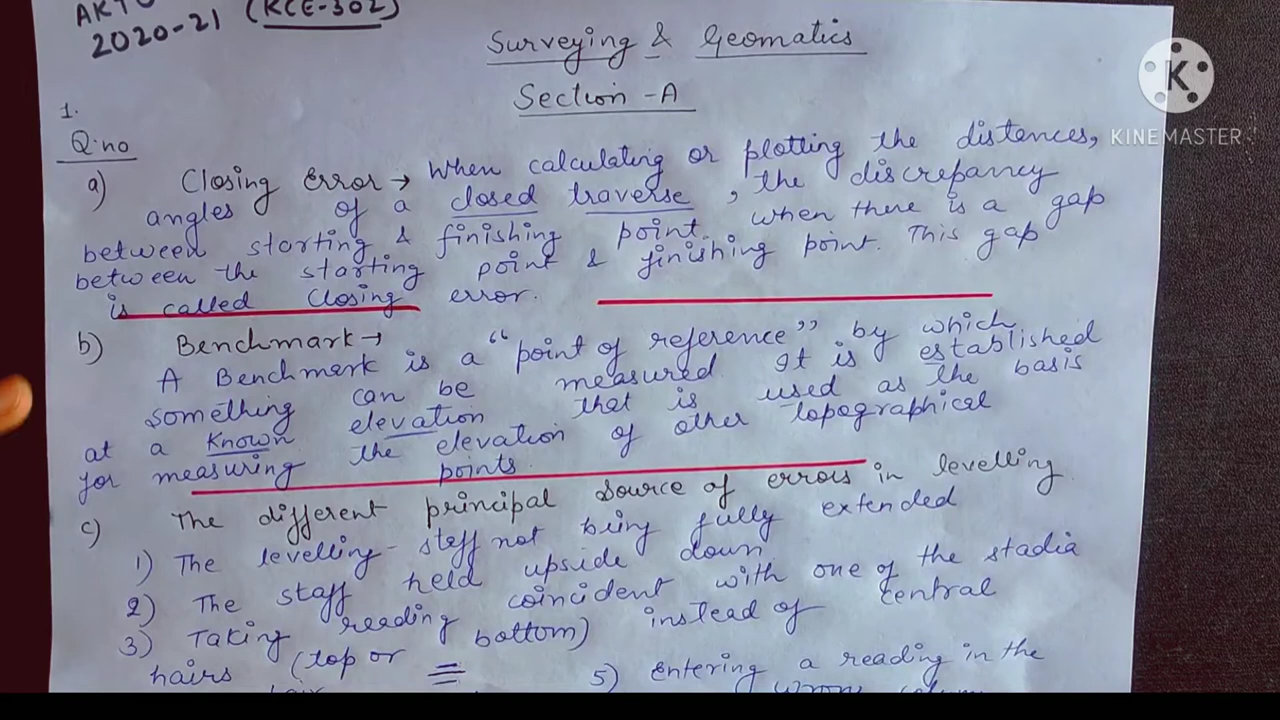 AKTU
2020-21 (KCE-302)
Surveying & Geomatics
Section -A
K
KINEMASTER
1.
Q.no
a) Closing Error → When calculating or plotting the distences,
angles of a closed traverse, the discrepancy
between starting & finishing point. when there is a gap
between the starting point & finishing point. This gap
is called Closing error.
b) Benchmark →
A Benchmark is a "point of reference" by which
something can be measured. It is established
at a known elevation that is used as the basis
for measuring the elevation of other topographical
points.
c) The different principal source of errors in levelling
1) The levelling-staff not being fully extended
2) The staff held upside down
3) Taking reading coincident with one of the stadia
hairs (top or bottom) instead of central
5) Entering a reading in the